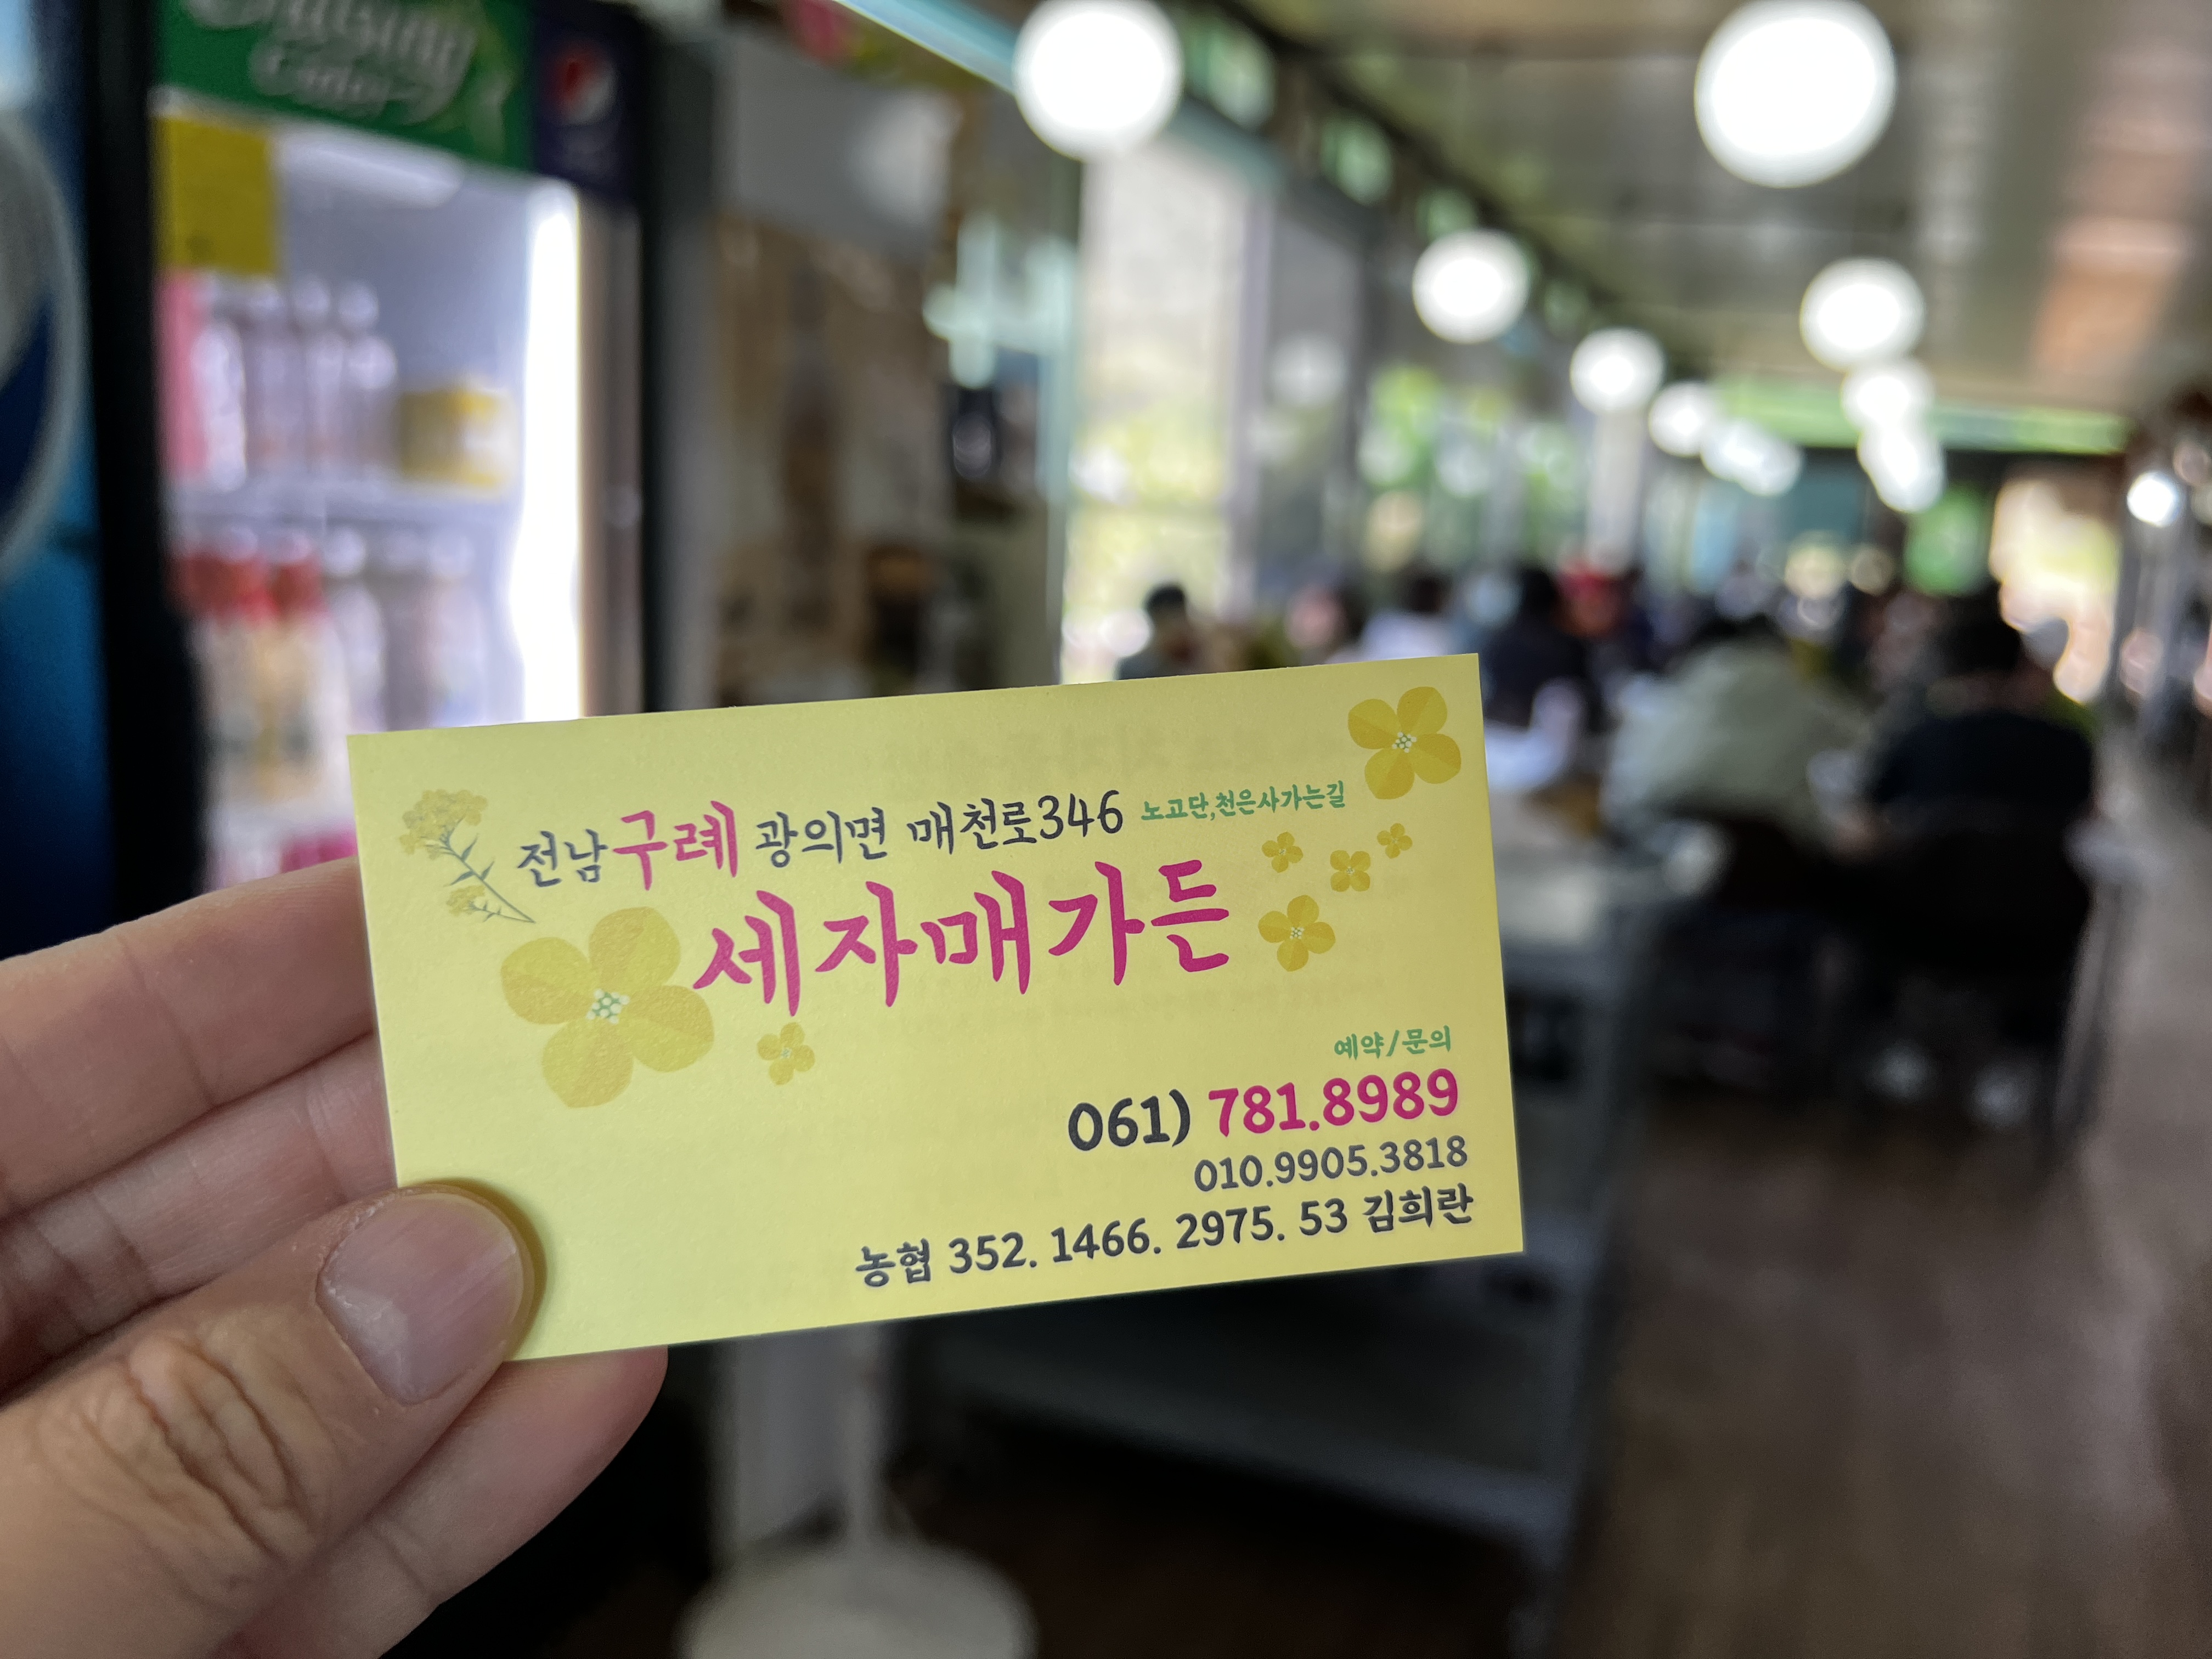 전남구례 광의면 매천로346 노고단,천은사가는길
세자매가든
예약/문의
061) 781.8989
010.9905.3818
농협 352. 1466. 2975. 53 김희란